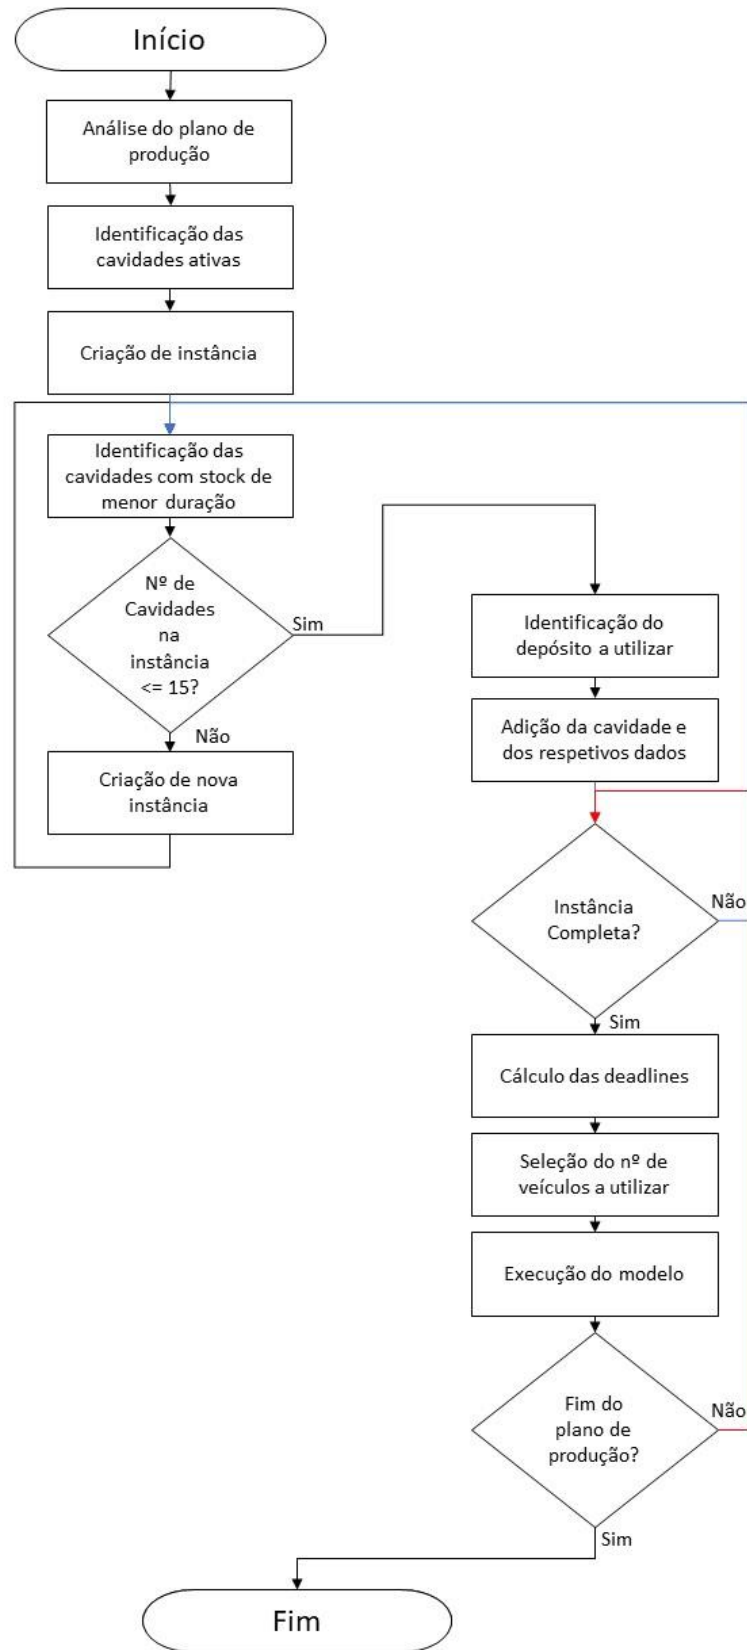 Início
Análise do plano de
produção
Identificação das
cavidades ativas
Criação de instância
Identificação das
cavidades com stock de
menor duração
Nº de
Cavidades
na
instância
<= 15?
Sim
Não
Criação de nova
instância
Identificação do
depósito a utilizar
Adição da cavidade e
dos respetivos dados
Instância
Completa?
Não
Sim
Cálculo das deadlines
Seleção do nº de
veículos a utilizar
Execução do modelo
Fim do
plano de
produção?
Não
Sim
Fim